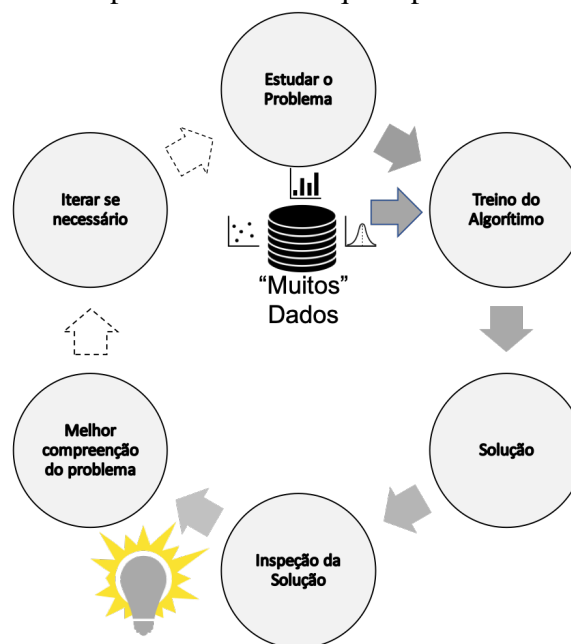 Estudar o
Problema
Iterar se
necessário
Treino do
Algorítimo
“Muitos”
Dados
Melhor
compreenção
do problema
Solução
Inspeção da
Solução